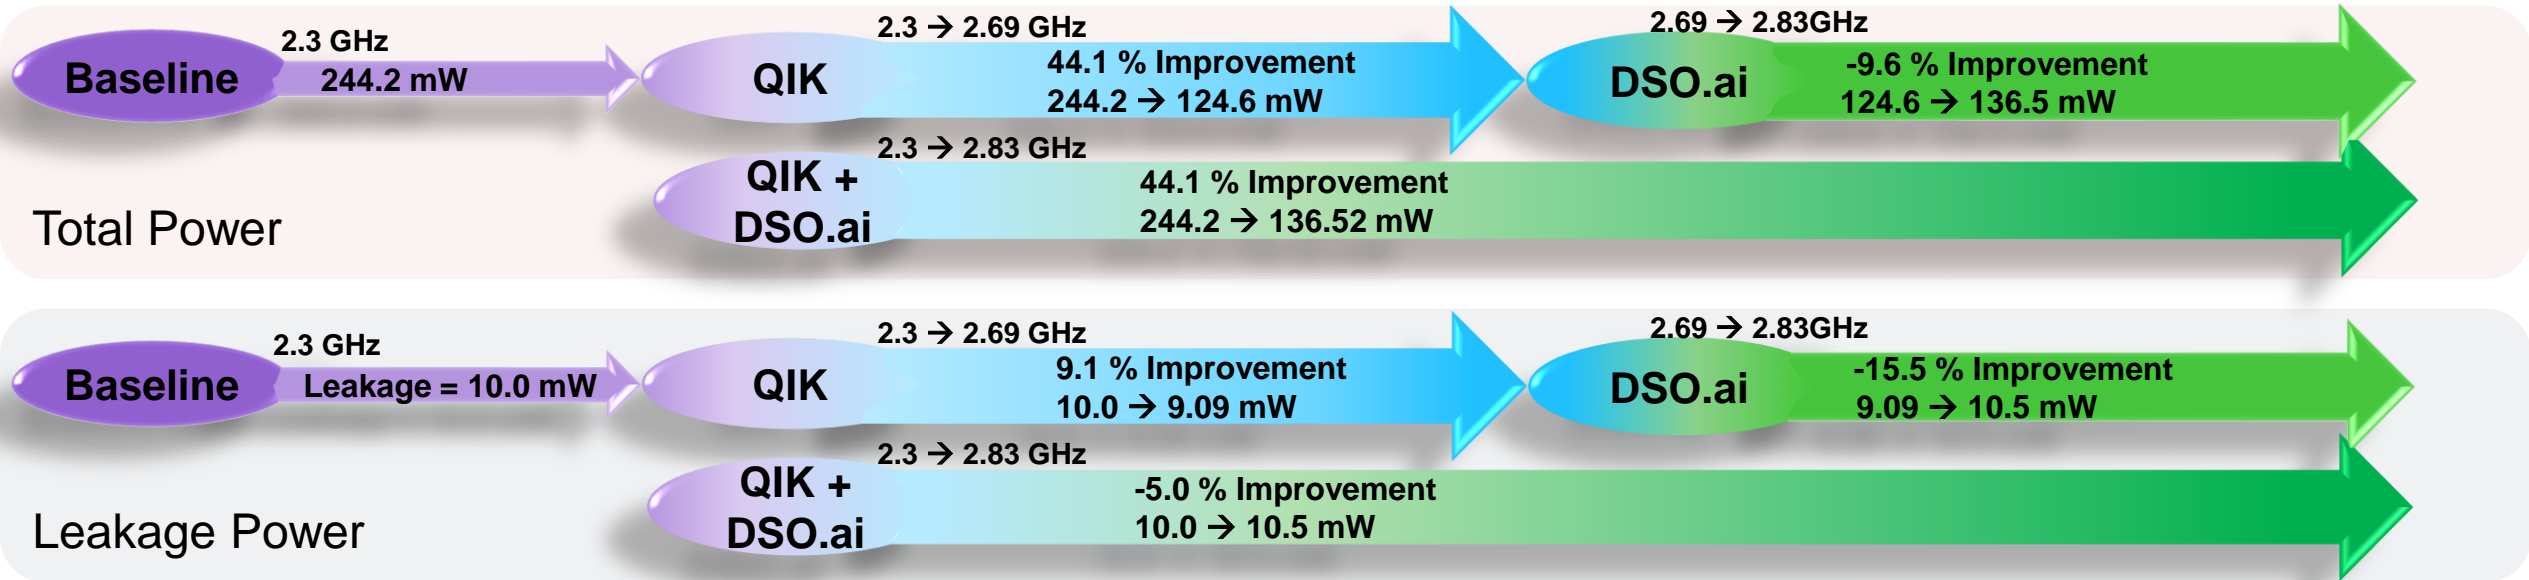 2.3 GHz
Baseline
244.2 mW
2.3 → 2.69 GHz
QIK
44.1 % Improvement
244.2 → 124.6 mW
2.69 → 2.83GHz
DSO.ai
-9.6 % Improvement
124.6 → 136.5 mW
2.3 → 2.83 GHz
QIK +
DSO.ai
44.1 % Improvement
244.2 → 136.52 mW
Total Power
2.3 GHz
Baseline
Leakage = 10.0 mW
2.3 → 2.69 GHz
QIK
9.1 % Improvement
10.0 → 9.09 mW
2.69 → 2.83GHz
DSO.ai
-15.5 % Improvement
9.09 → 10.5 mW
2.3 → 2.83 GHz
QIK +
DSO.ai
-5.0 % Improvement
10.0 → 10.5 mW
Leakage Power